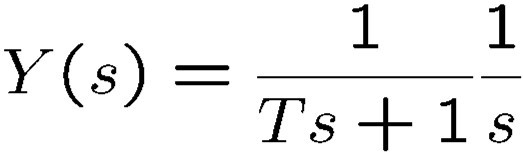 Y(s) = \frac{1}{Ts + 1} \frac{1}{s}